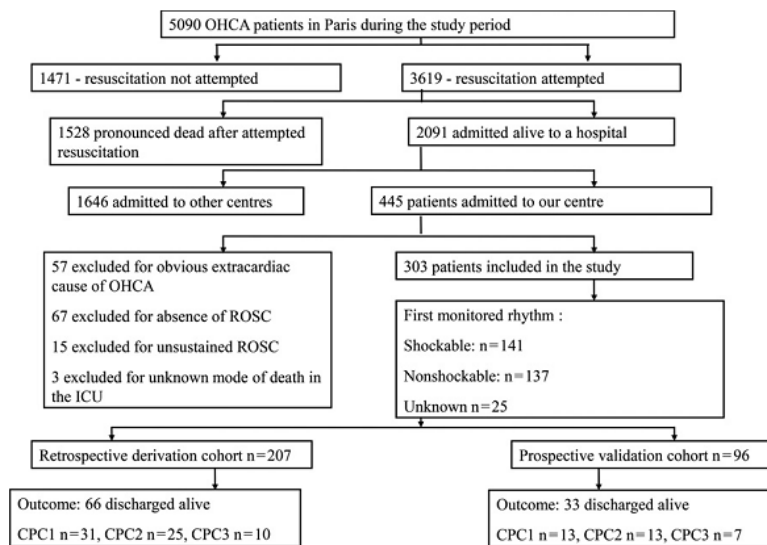 5090 OHCA patients in Paris during the study period
1471 - resuscitation not attempted
3619 - resuscitation attempted
1528 pronounced dead after attempted
resuscitation
2091 admitted alive to a hospital
1646 admitted to other centres
445 patients admitted to our centre
57 excluded for obvious extracardiac
cause of OHCA
67 excluded for absence of ROSC
15 excluded for unsustained ROSC
3 excluded for unknown mode of death in
the ICU
303 patients included in the study
First monitored rhythm :
Shockable: n=141
Nonshockable: n=137
Unknown n=25
Retrospective derivation cohort n=207
Prospective validation cohort n=96
Outcome: 66 discharged alive
CPC1 n=31, CPC2 n=25, CPC3 n=10
Outcome: 33 discharged alive
CPC1 n=13, CPC2 n=13, CPC3 n=7